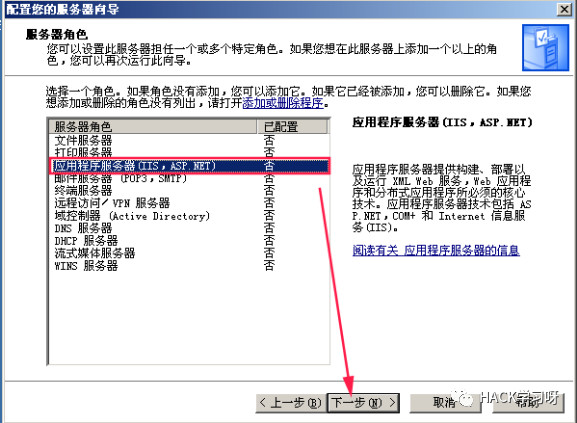 配置您的服务器向导
服务器角色
您可以设置此服务器担任一个或多个特定角色。如果您想在此服务器上添加一个以上的角
色，您可以再次运行此向导。
选择一个角色。如果角色没有添加，您可以添加它。如果它已经被添加，您可以删除它。如果您
想添加或删除的角色没有列出，请打开添加或删除程序。
服务器角色 已配置
文件服务器 否
打印服务器 否
应用程序服务器(IIS，ASP.NET) 否
邮件服务器 (POP3，SMTP) 否
终端服务器 否
远程访问/VPN 服务器 否
域控制器 (Active Directory) 否
DNS 服务器 否
DHCP 服务器 否
流式媒体服务器 否
WINS 服务器 否
应用程序服务器(IIS，ASP.NET)
应用程序服务器提供构建、部署以
及运行 XML Web 服务，Web 应用程
序和分布式应用程序所必须的核心
技术。应用程序服务器技术包括 AS
P.NET，COM+ 和 Internet 信息服
务(IIS)。
阅读有关 应用程序服务器的信息
< 上一步(B) 下一步(N) > 取消 帮助
HACK学习呀